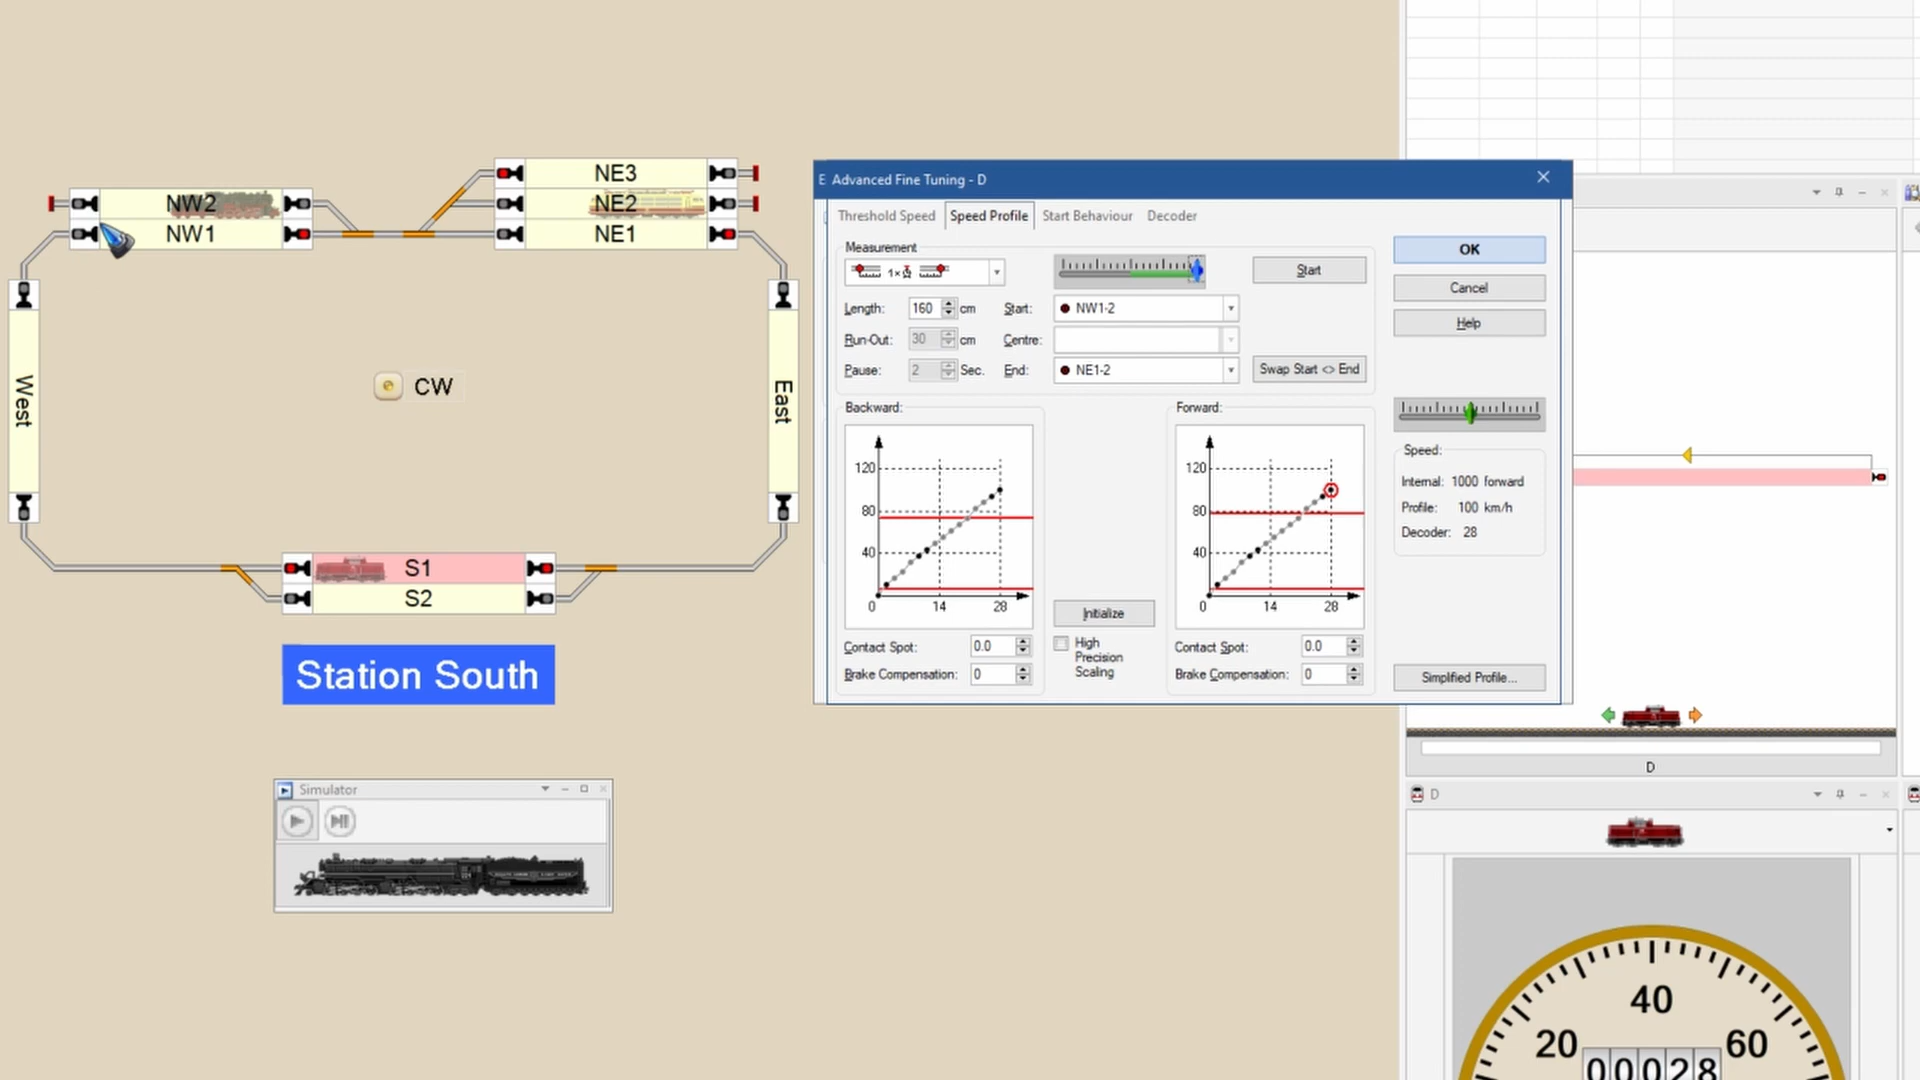 NE3
NW2
NE2
NW1
NE1
West
East
CW
S1
S2
Station South
Simulator
E Advanced Fine Tuning - D
Threshold Speed
Speed Profile
Start Behaviour
Decoder
Measurement
1×
Start
Length: 160 cm
Start: NW1-2
Run-Out: 30 cm
Centre:
Pause: 2 Sec.
End: NE1-2
Swap Start <> End
Backward:
120
80
40
0 14 28
Contact Spot: 0.0
Brake Compensation: 0
Initialize
High
Precision
Scaling
Forward:
120
80
40
0 14 28
Contact Spot: 0.0
Brake Compensation: 0
OK
Cancel
Help
Speed:
Internal: 1000 forward
Profile: 100 km/h
Decoder: 28
Simplified Profile...
D
D
40
20 60
00028